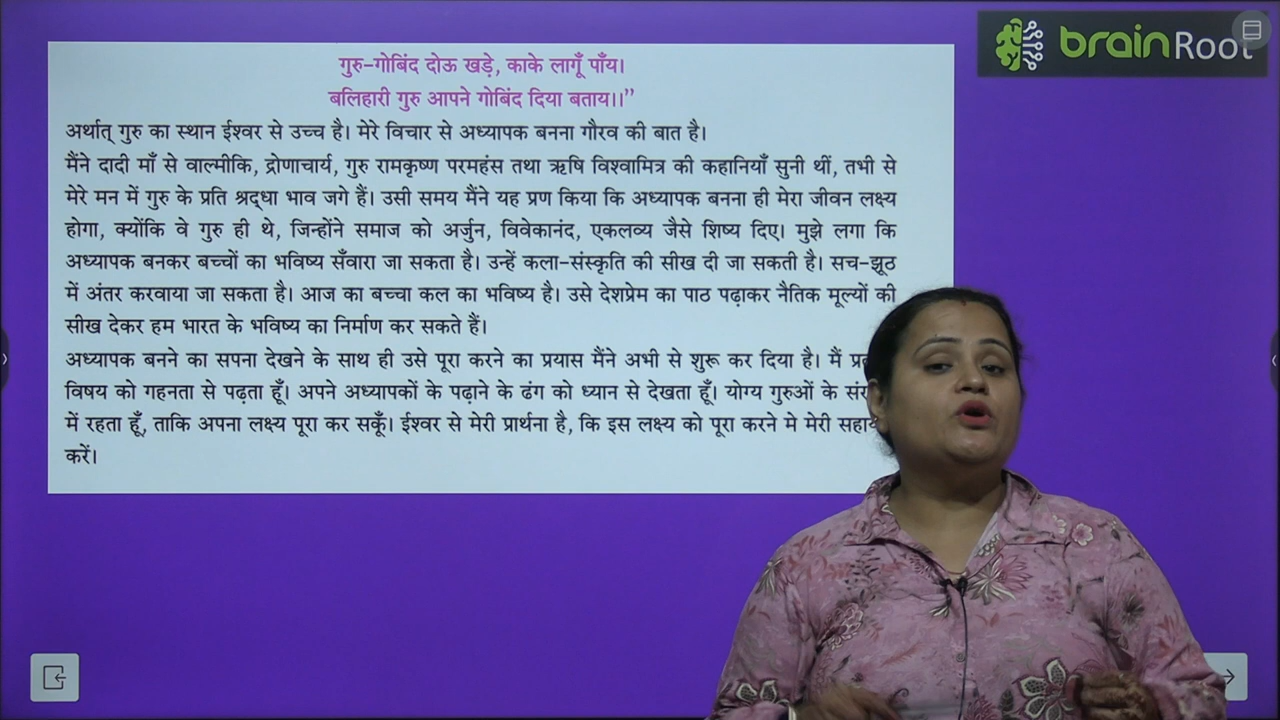 brainRoot
गुरु-गोबिंद दोऊ खड़े, काके लागूँ पाँय।
बलिहारी गुरु आपने गोबिंद दिया बताय।।”
अर्थात् गुरु का स्थान ईश्वर से उच्च है। मेरे विचार से अध्यापक बनना गौरव की बात है।
मैंने दादी माँ से वाल्मीकि, द्रोणाचार्य, गुरु रामकृष्ण परमहंस तथा ऋषि विश्वामित्र की कहानियाँ सुनी थीं, तभी से
मेरे मन में गुरु के प्रति श्रद्धा भाव जगे हैं। उसी समय मैंने यह प्रण किया कि अध्यापक बनना ही मेरा जीवन लक्ष्य
होगा, क्योंकि वे गुरु ही थे, जिन्होंने समाज को अर्जुन, विवेकानंद, एकलव्य जैसे शिष्य दिए। मुझे लगा कि
अध्यापक बनकर बच्चों का भविष्य सँवारा जा सकता है। उन्हें कला-संस्कृति की सीख दी जा सकती है। सच-झूठ
में अंतर करवाया जा सकता है। आज का बच्चा कल का भविष्य है। उसे देशप्रेम का पाठ पढ़ाकर नैतिक मूल्यों की
सीख देकर हम भारत के भविष्य का निर्माण कर सकते हैं।
अध्यापक बनने का सपना देखने के साथ ही उसे पूरा करने का प्रयास मैंने अभी से शुरू कर दिया है। मैं
विषय को गहनता से पढ़ता हूँ। अपने अध्यापकों के पढ़ाने के ढंग को ध्यान से देखता हूँ। योग्य गुरुओं के
में रहता हूँ, ताकि अपना लक्ष्य पूरा कर सकूँ। ईश्वर से मेरी प्रार्थना है, कि इस लक्ष्य को पूरा करने मे मेरी
करें।